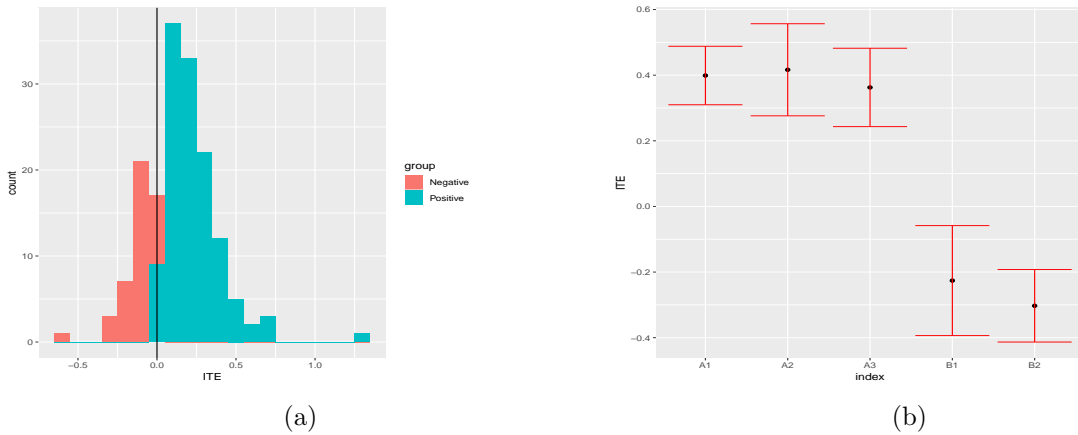 30
20
10
0
count
−0.5
0.0
0.5
1.0
ITE
group
Negative
Positive
(a)
0.6
0.4
0.2
0.0
−0.2
−0.4
ITE
A1
A2
A3
B1
B2
index
(b)